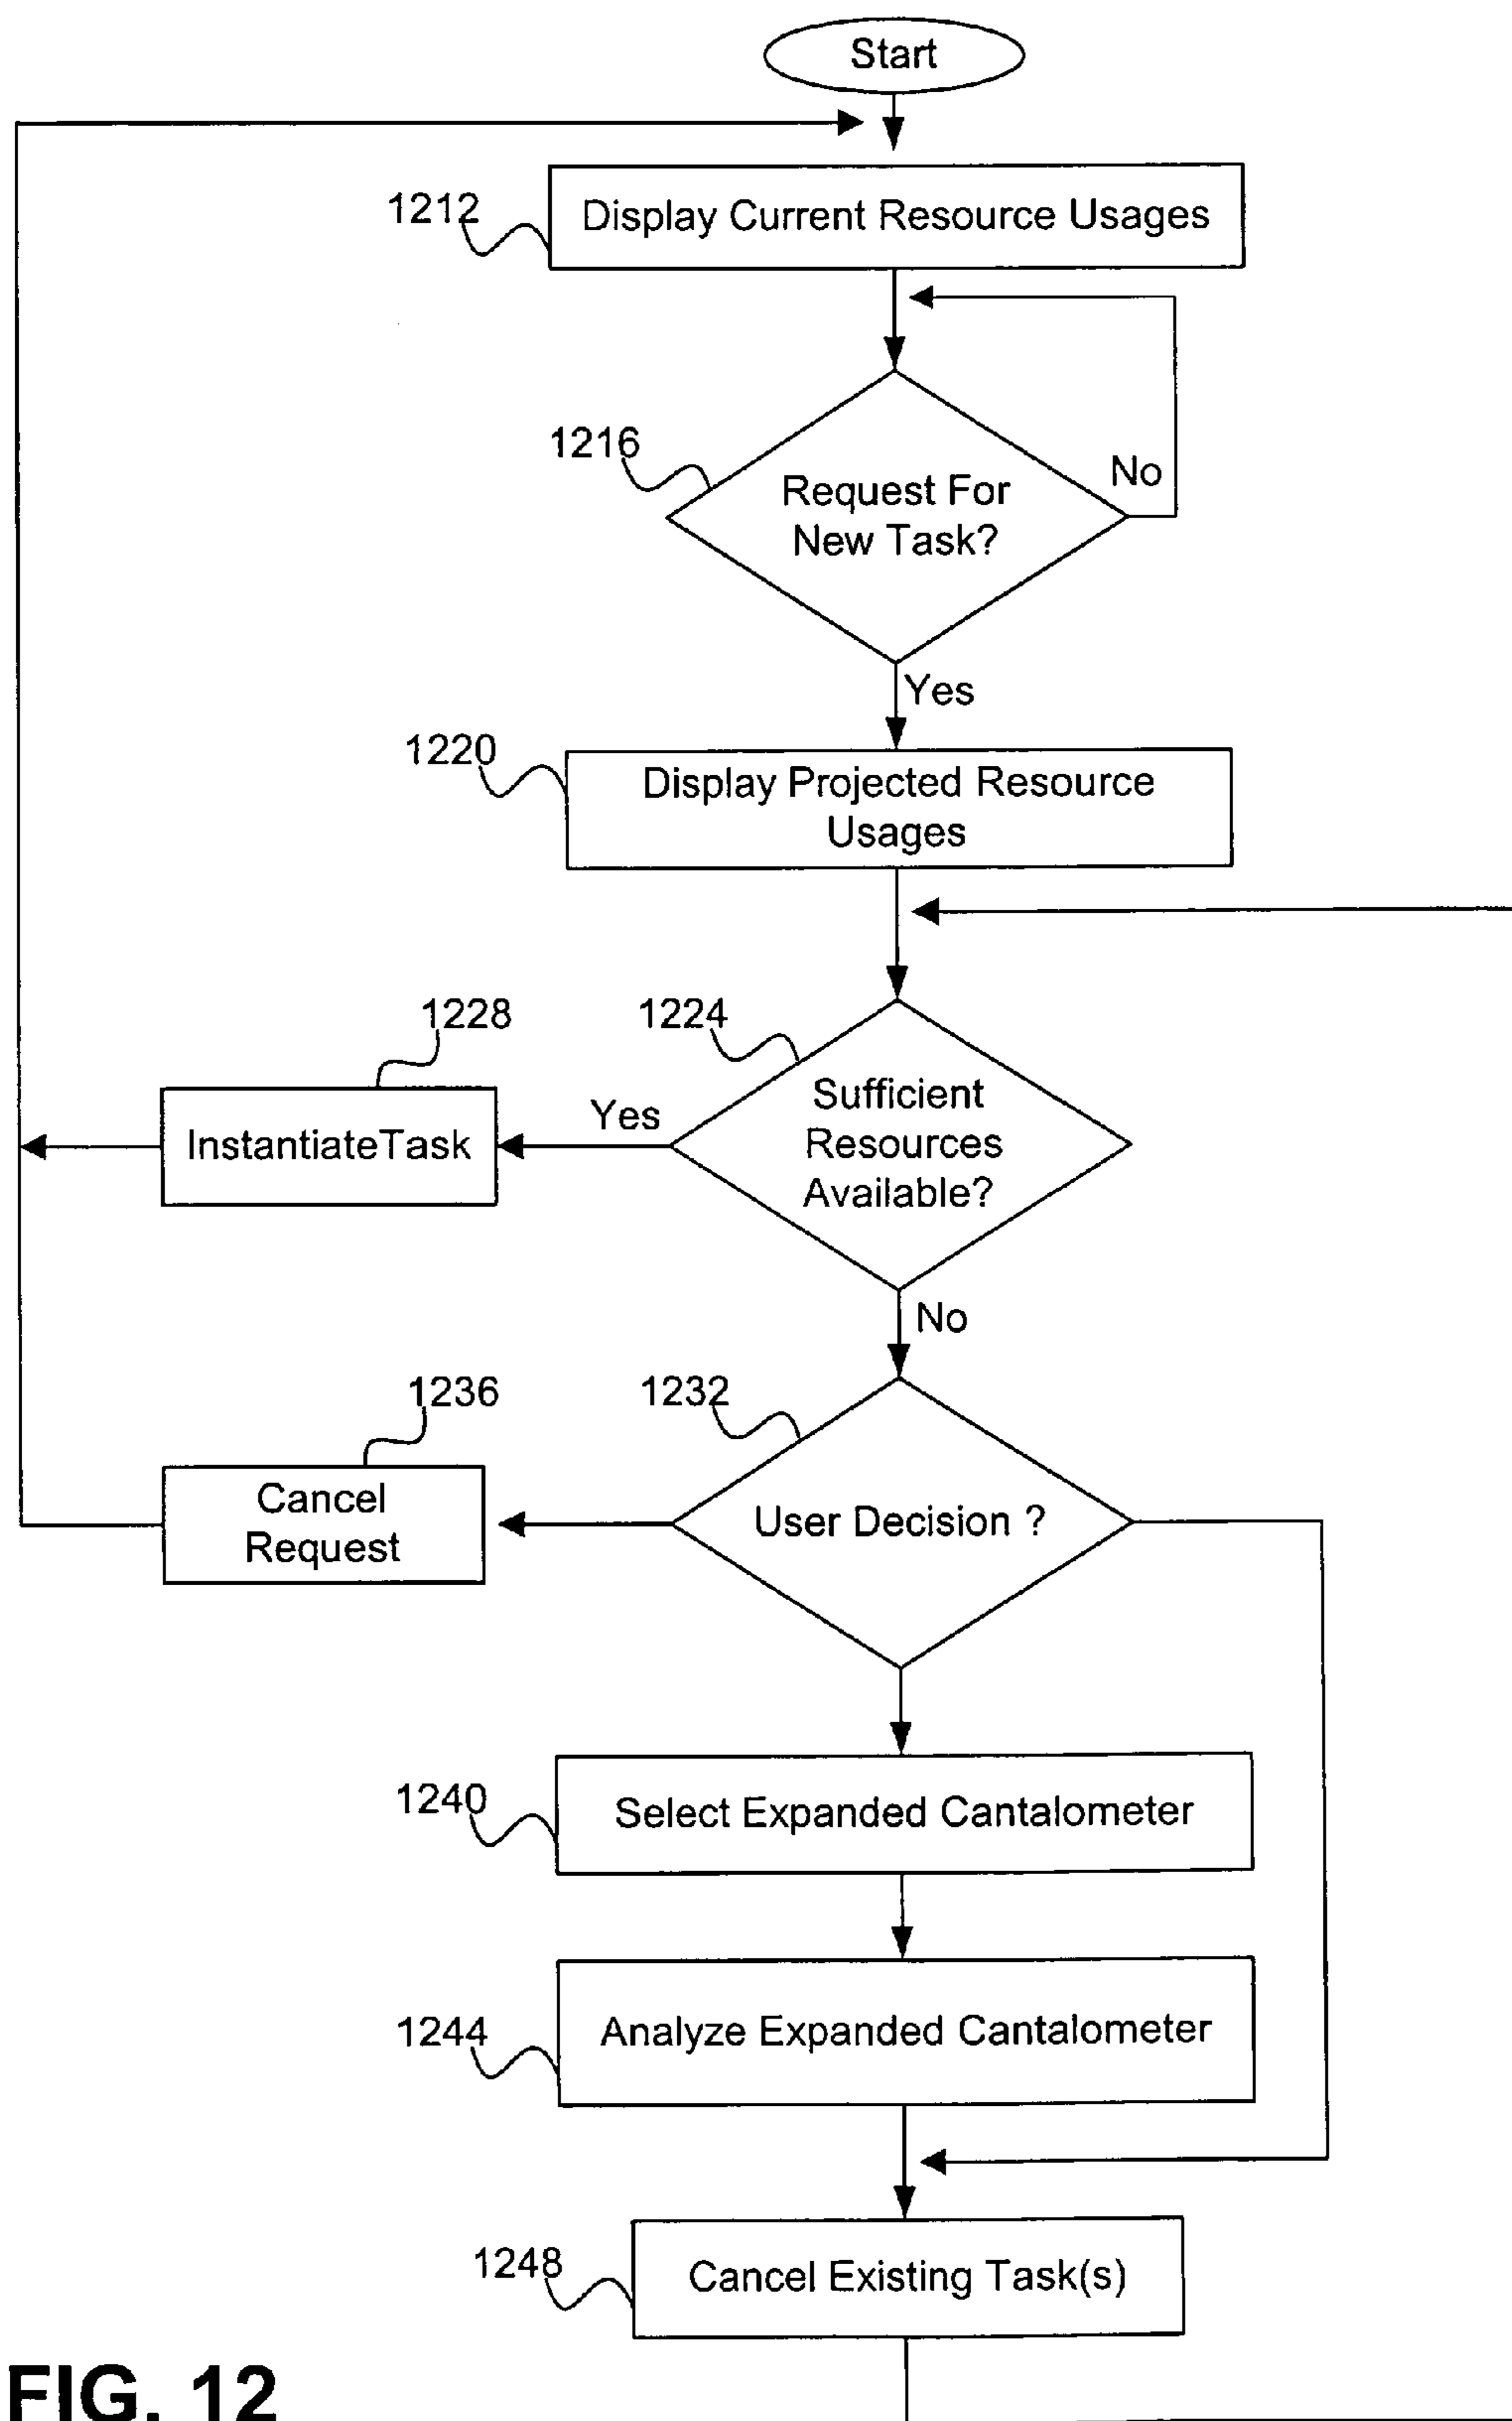 Start
1212
Display Current Resource Usages
1216
Request For
New Task?
No
Yes
1220
Display Projected Resource
Usages
1228
1224
InstantiateTask
Yes
Sufficient
Resources
Available?
No
1236
1232
Cancel
Request
User Decision ?
1240
Select Expanded Cantalometer
1244
Analyze Expanded Cantalometer
1248
Cancel Existing Task(s)
FIG. 12